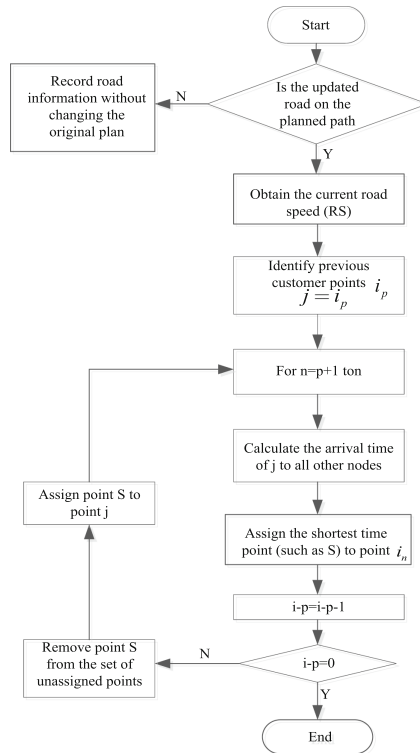 Start
Record road
information without
changing the
original plan
N
Is the updated
road on the
planned path
Y
Obtain the current road
speed (RS)
Identify previous
customer points i_p
j = i_p
For n=p+1 ton
Calculate the arrival time
of j to all other nodes
Assign point S to
point j
Assign the shortest time
point (such as S) to point i_n
i-p=i-p-1
Remove point S
from the set of
unassigned points
N
i-p=0
Y
End